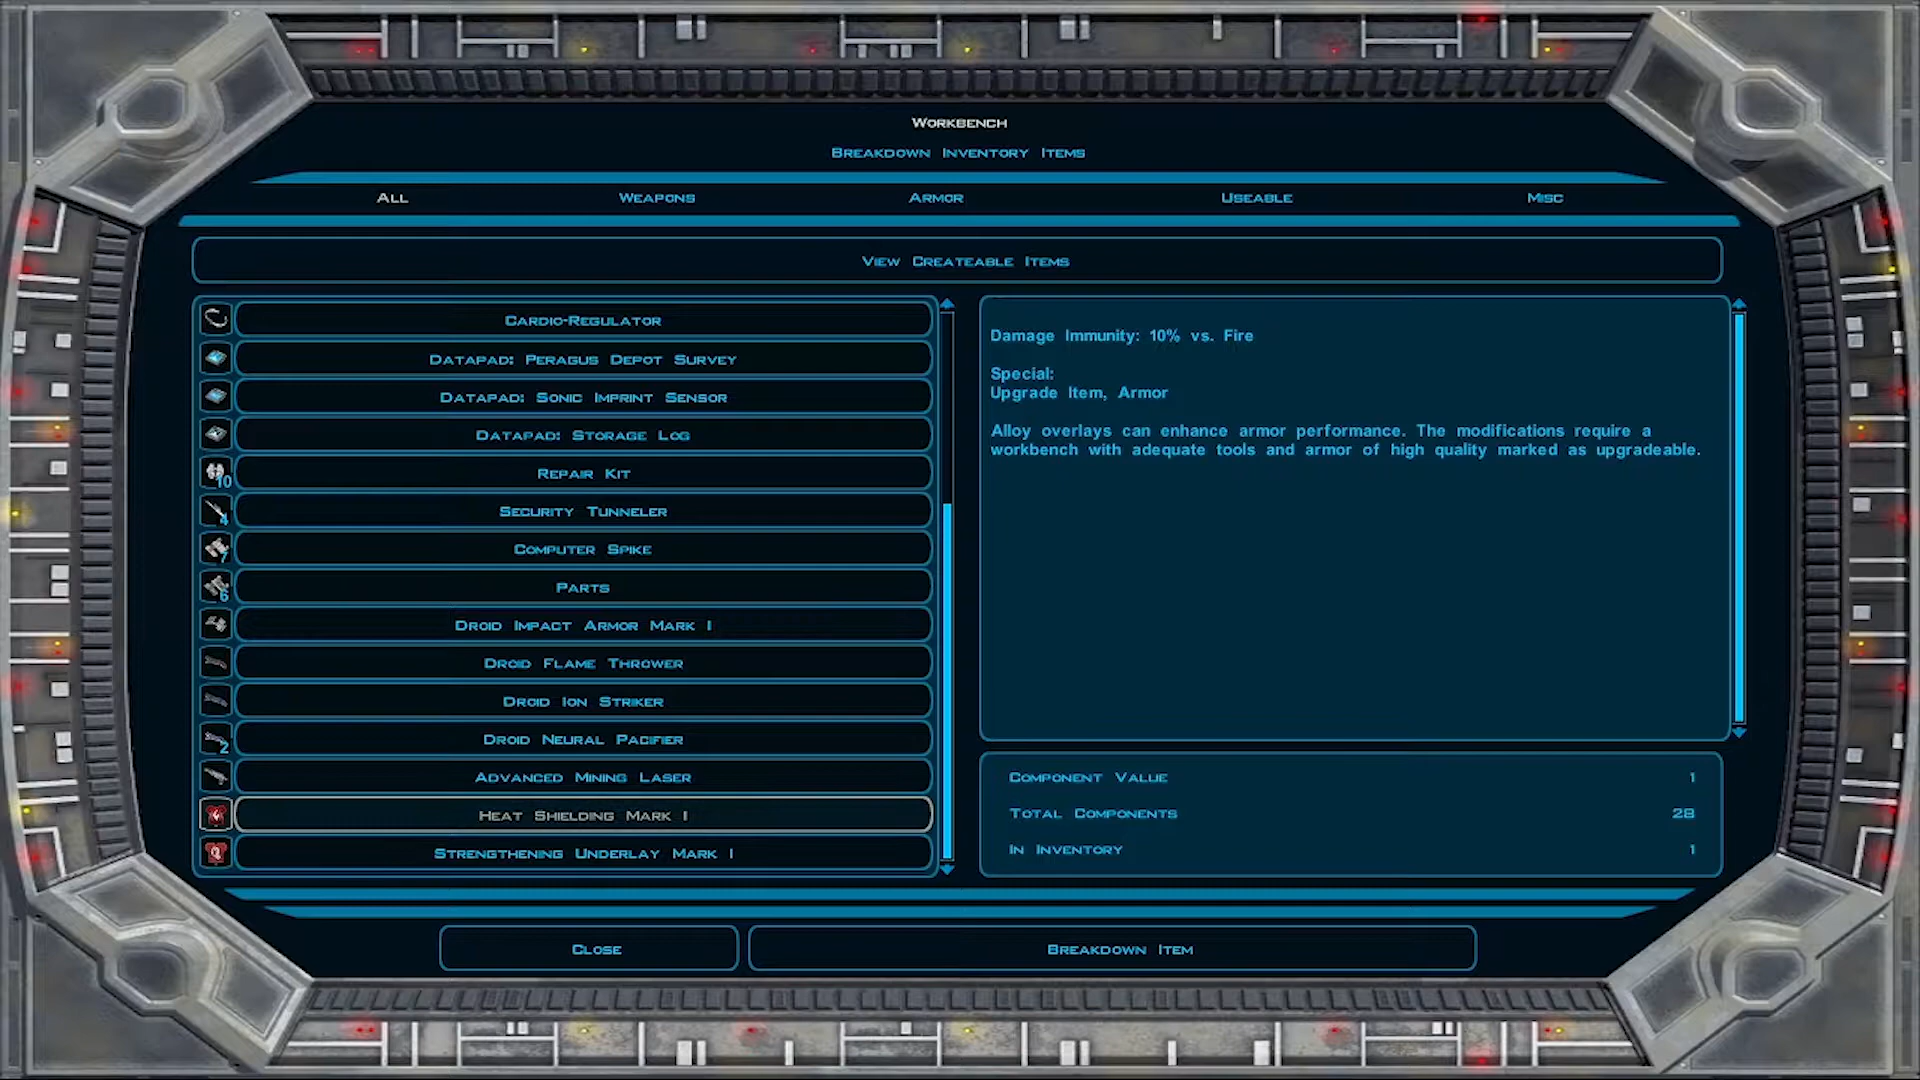 Workbench
Breakdown Inventory Items
All
Weapons
Armor
Useable
Misc
View Createable Items
Cardio-Regulator
Datapad: Peragus Depot Survey
Datapad: Sonic Imprint Sensor
Datapad: Storage Log
10
Repair Kit
4
Security Tunneler
7
Computer Spike
6
Parts
Droid Impact Armor Mark I
Droid Flame Thrower
Droid Ion Striker
2
Droid Neural Pacifier
Advanced Mining Laser
Heat Shielding Mark I
Strengthening Underlay Mark I
Damage Immunity: 10% vs. Fire
Special:
Upgrade Item, Armor
Alloy overlays can enhance armor performance. The modifications require a
workbench with adequate tools and armor of high quality marked as upgradeable.
Component Value 1
Total Components 28
In Inventory 1
Close
Breakdown Item